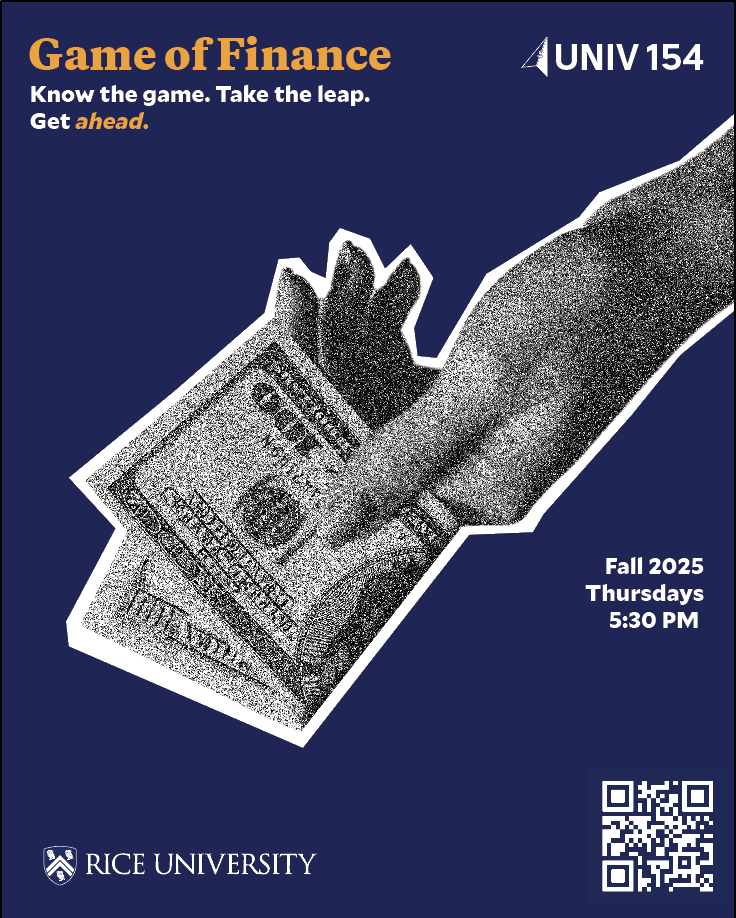 Game of Finance
UNIV 154
Know the game. Take the leap.
Get ahead.
Fall 2025
Thursdays
5:30 PM
RICE UNIVERSITY